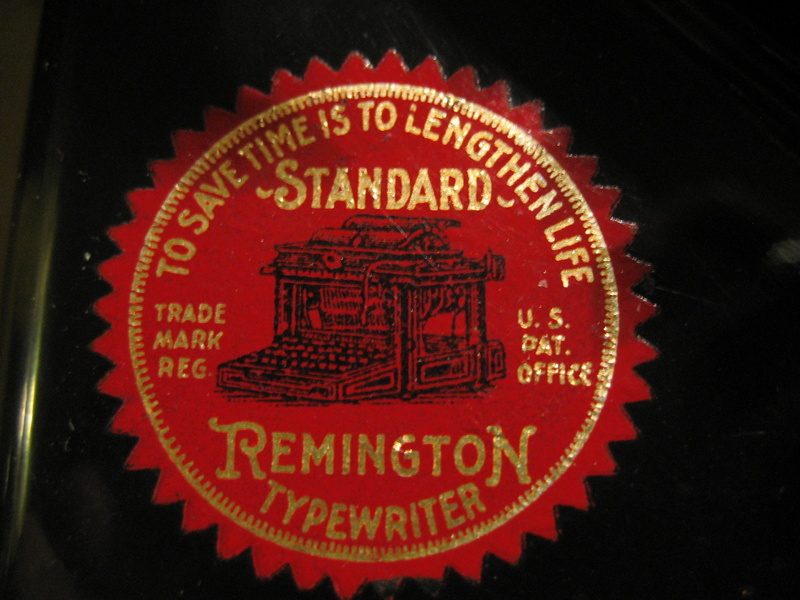 TO SAVE TIME IS TO LENGTHEN LIFE
STANDARD
TRADE
MARK
REG.
U. S.
PAT.
OFFICE
REMINGTON
TYPEWRITER